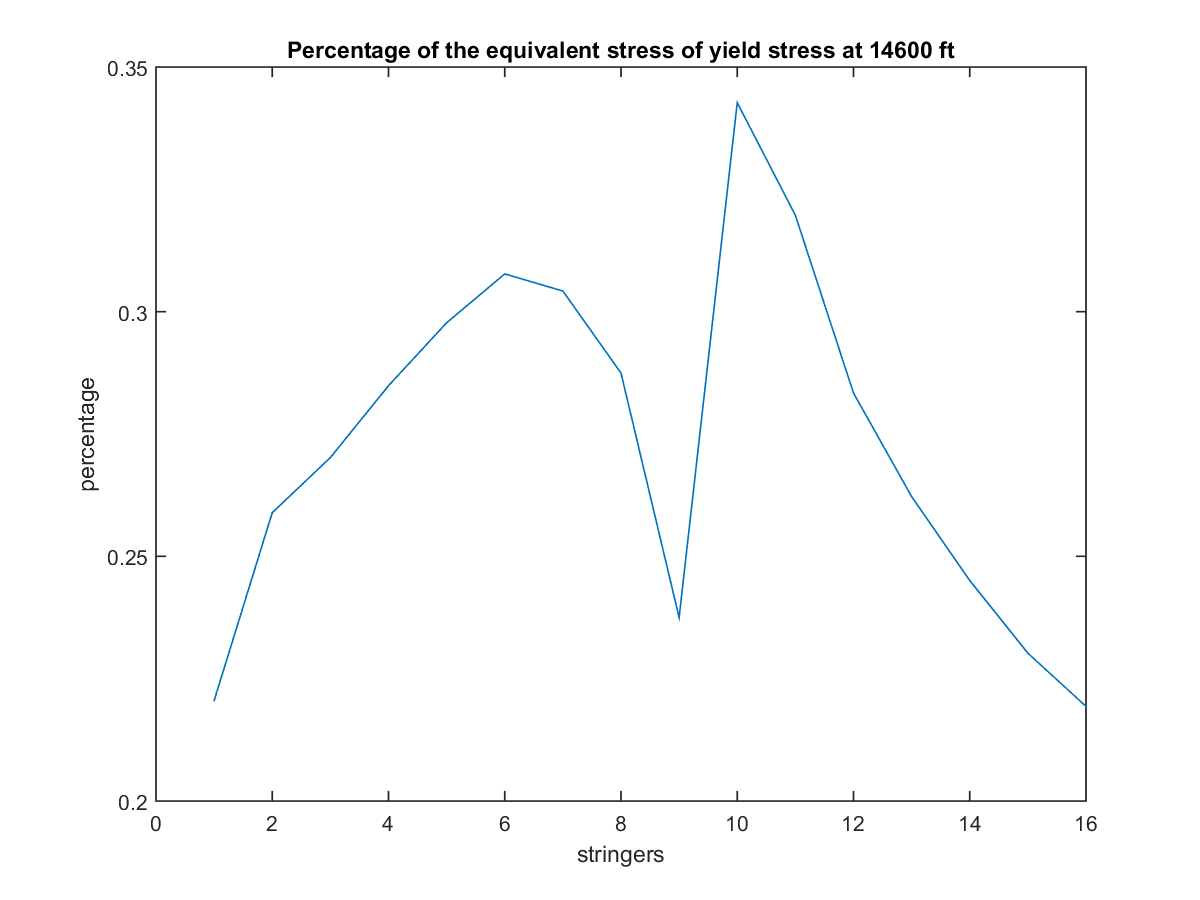 Percentage of the equivalent stress of yield stress at 14600 ft
0.35
0.3
0.25
0.2
percentage
0 2 4 6 8 10 12 14 16
stringers